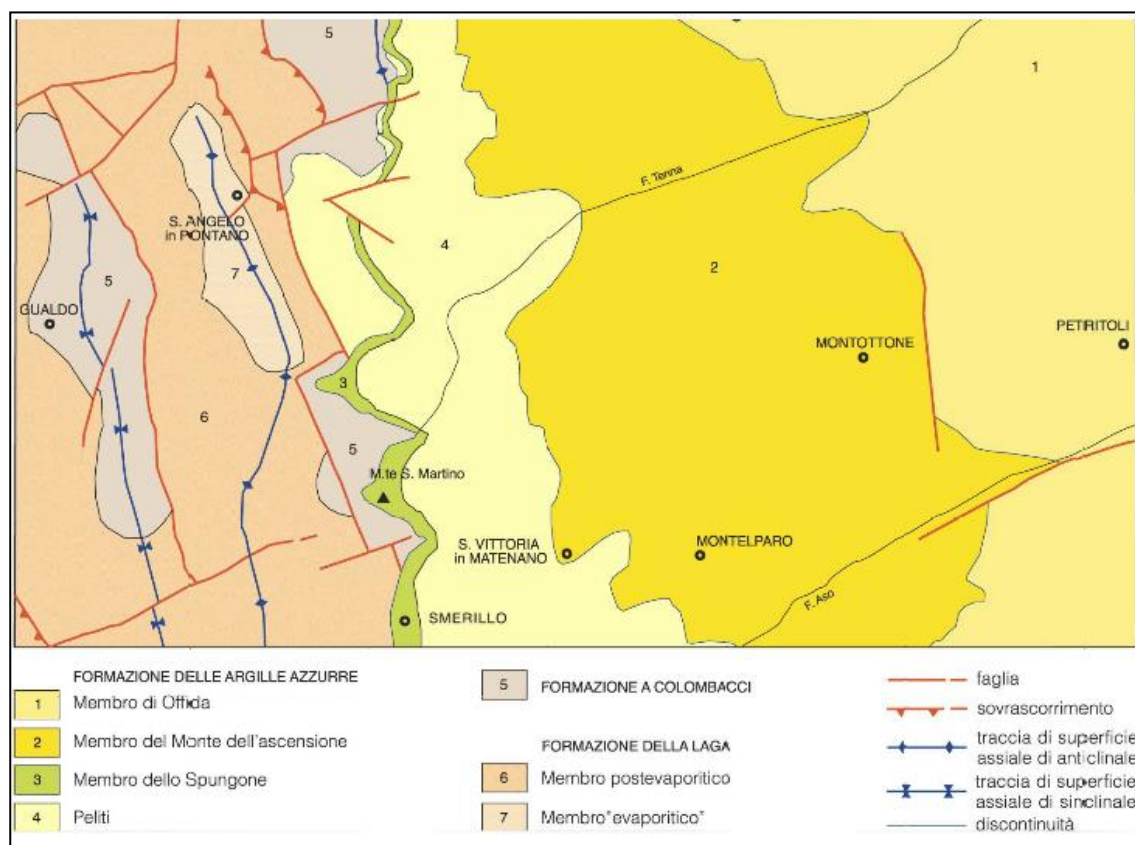 5
1
F. Tenna
S. ANGELO
in PONTANO
4
2
5
7
GUALDO
MONTOTTONE
PETRITOLI
3
6
5
M.te S. Martino
S. VITTORIA
in MATENANO
MONTELPARO
F. Aso
SMERILLO
FORMAZIONE DELLE ARGILLE AZZURRE
1 Membro di Offida
2 Membro del Monte dell'ascensione
3 Membro dello Spungone
4 Peliti
5 FORMAZIONE A COLOMBACCI
FORMAZIONE DELLA LAGA
6 Membro postevaporitico
7 Membro"evaporitico"
faglia
sovrascorrimento
traccia di superficie
assiale di anticlinale
traccia di superficie
assiale di sinclinale
discontinuità